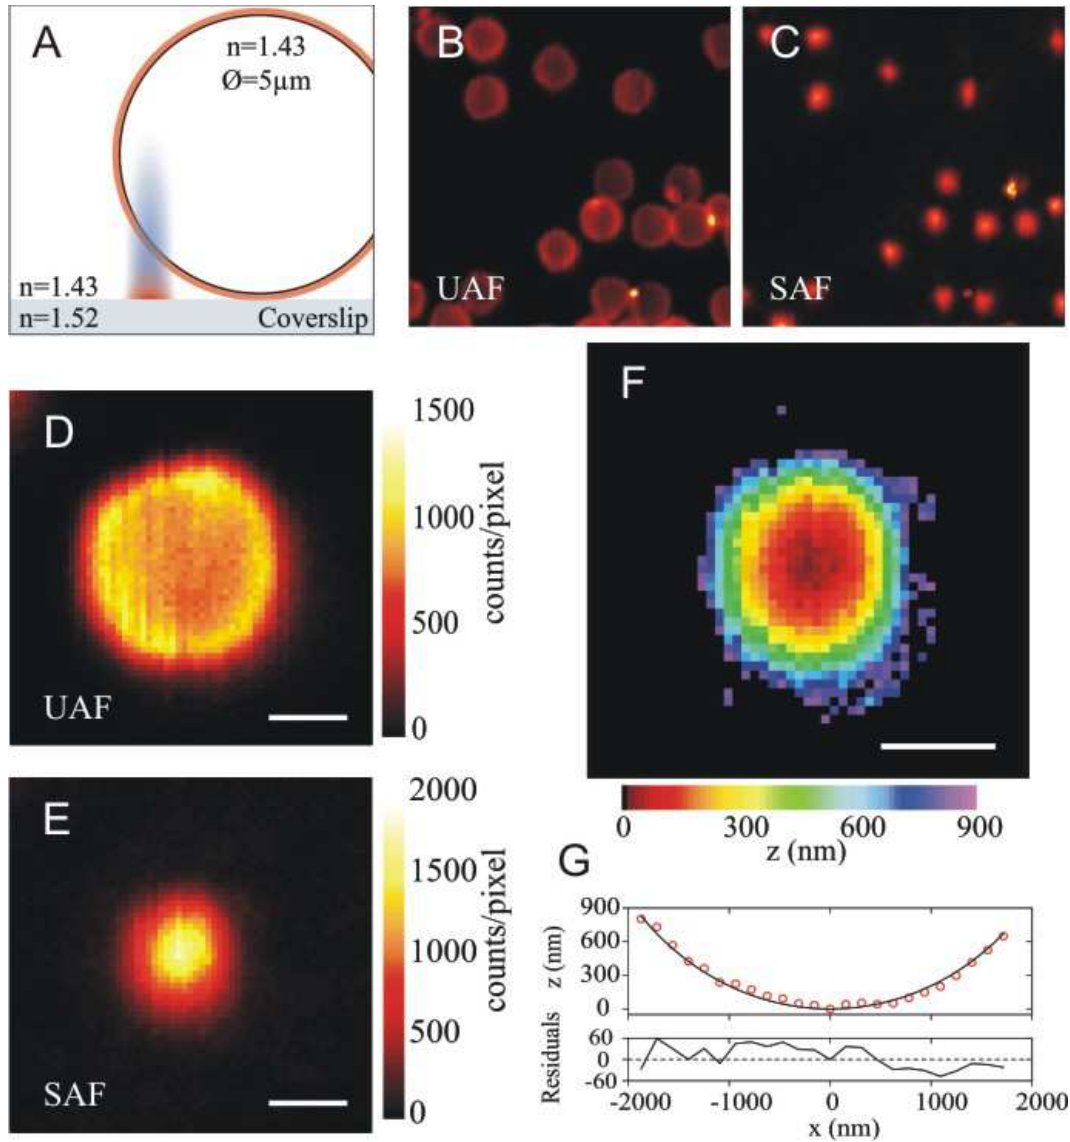 A
n=1.43
Ø=5µm
n=1.43
n=1.52
Coverslip
B
UAF
C
SAF
D
UAF
1500
1000
500
0
counts/pixel
E
SAF
2000
1500
1000
500
0
counts/pixel
F
0
300
600
900
z (nm)
G
900
600
300
0
z (nm)
60
0
-60
Residuals
-2000
-1000
0
1000
2000
x (nm)